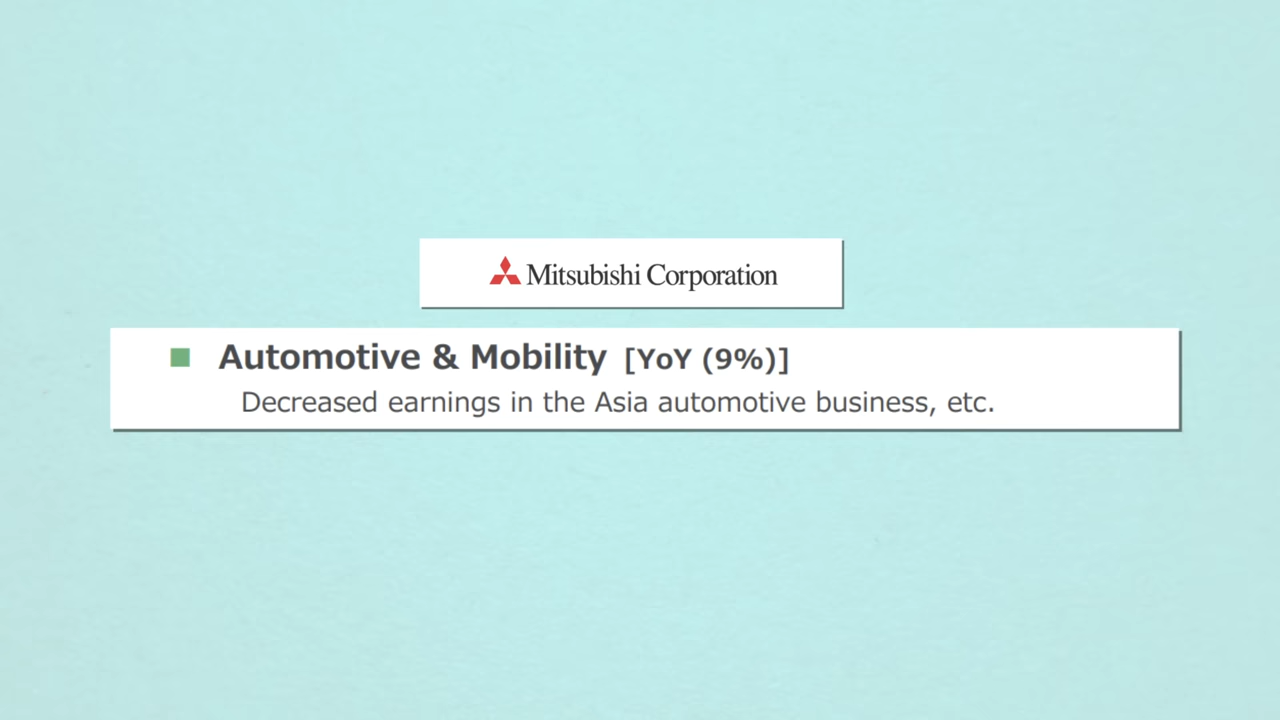 Mitsubishi Corporation
Automotive & Mobility [YoY (9%)]
Decreased earnings in the Asia automotive business, etc.